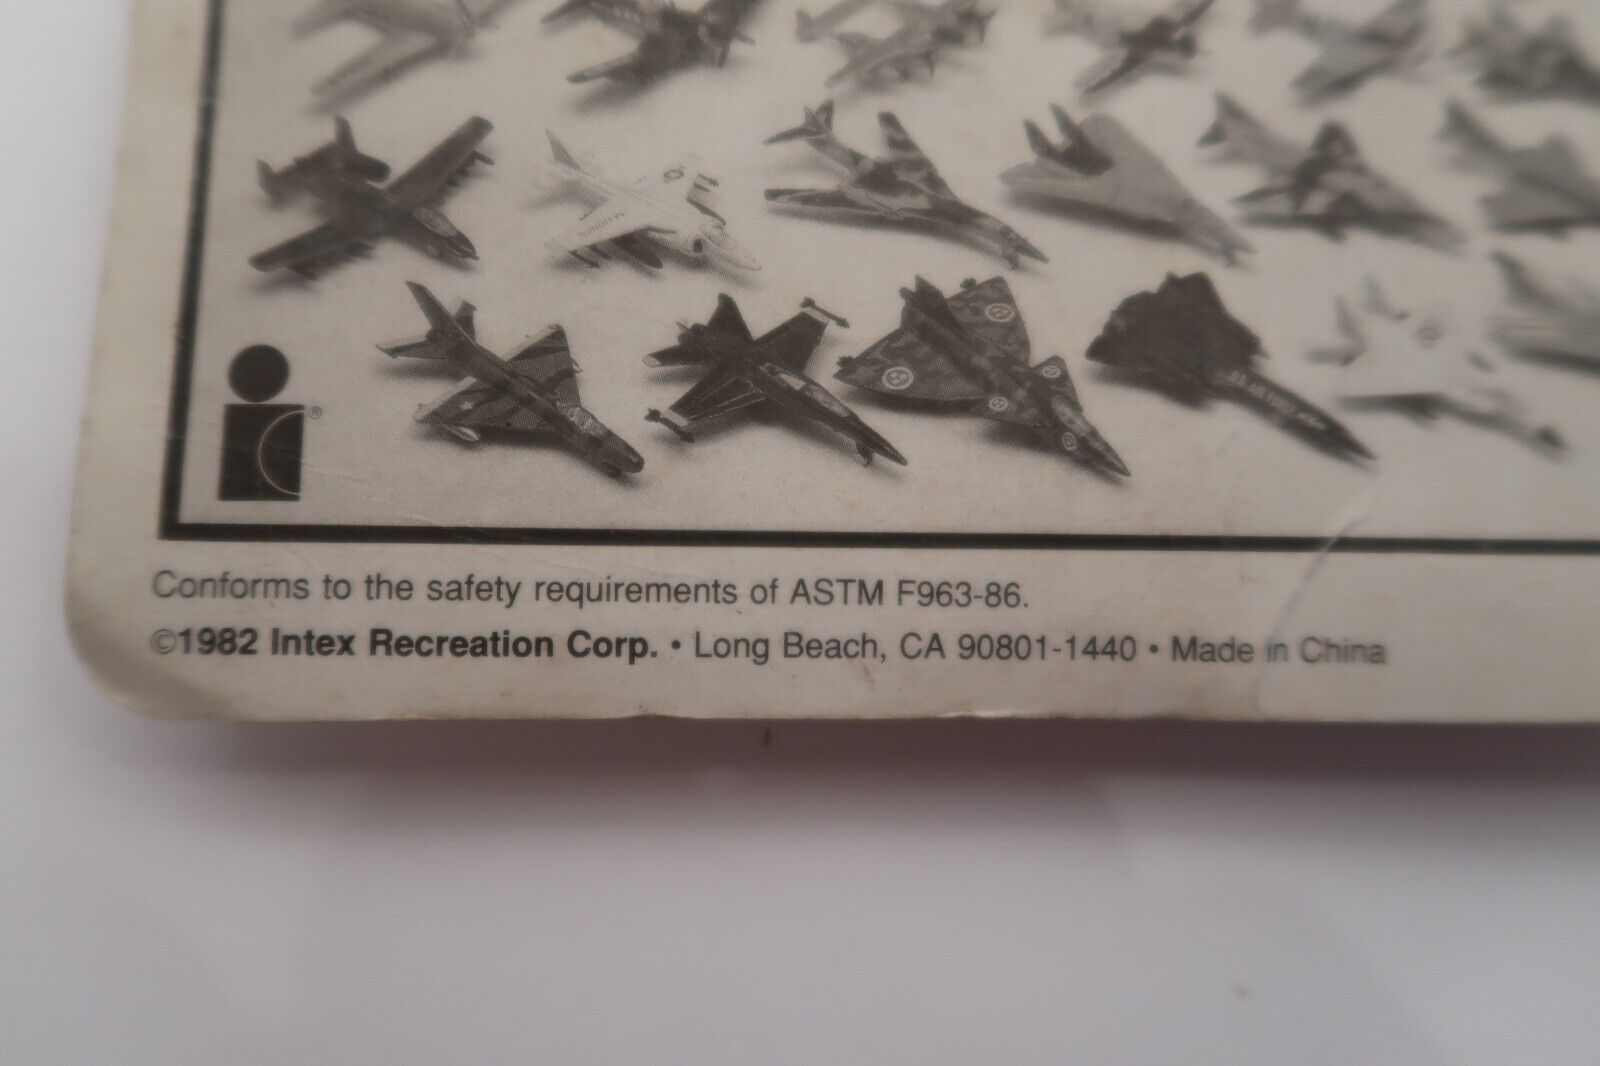 ®
Conforms to the safety requirements of ASTM F963-86.
©1982 Intex Recreation Corp. • Long Beach, CA 90801-1440 • Made in China